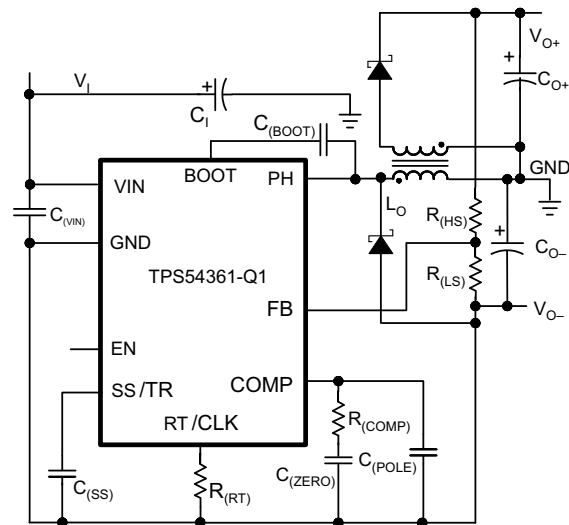 V_O+
V_I
C_I
C_O+
C_(BOOT)
GND
BOOT
PH
VIN
C_(VIN)
L_O
R_(HS)
GND
C_O–
TPS54361-Q1
R_(LS)
FB
V_O–
EN
COMP
SS/TR
RT/CLK
R_(COMP)
C_(ZERO)
C_(POLE)
C_(SS)
R_(RT)
+
+
+